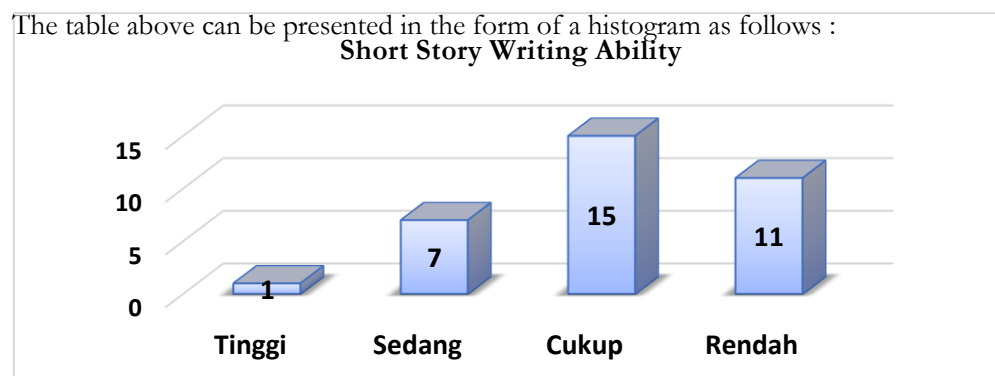 The table above can be presented in the form of a histogram as follows :
Short Story Writing Ability
15
10
5
0
1
7
15
11
Tinggi Sedang Cukup Rendah